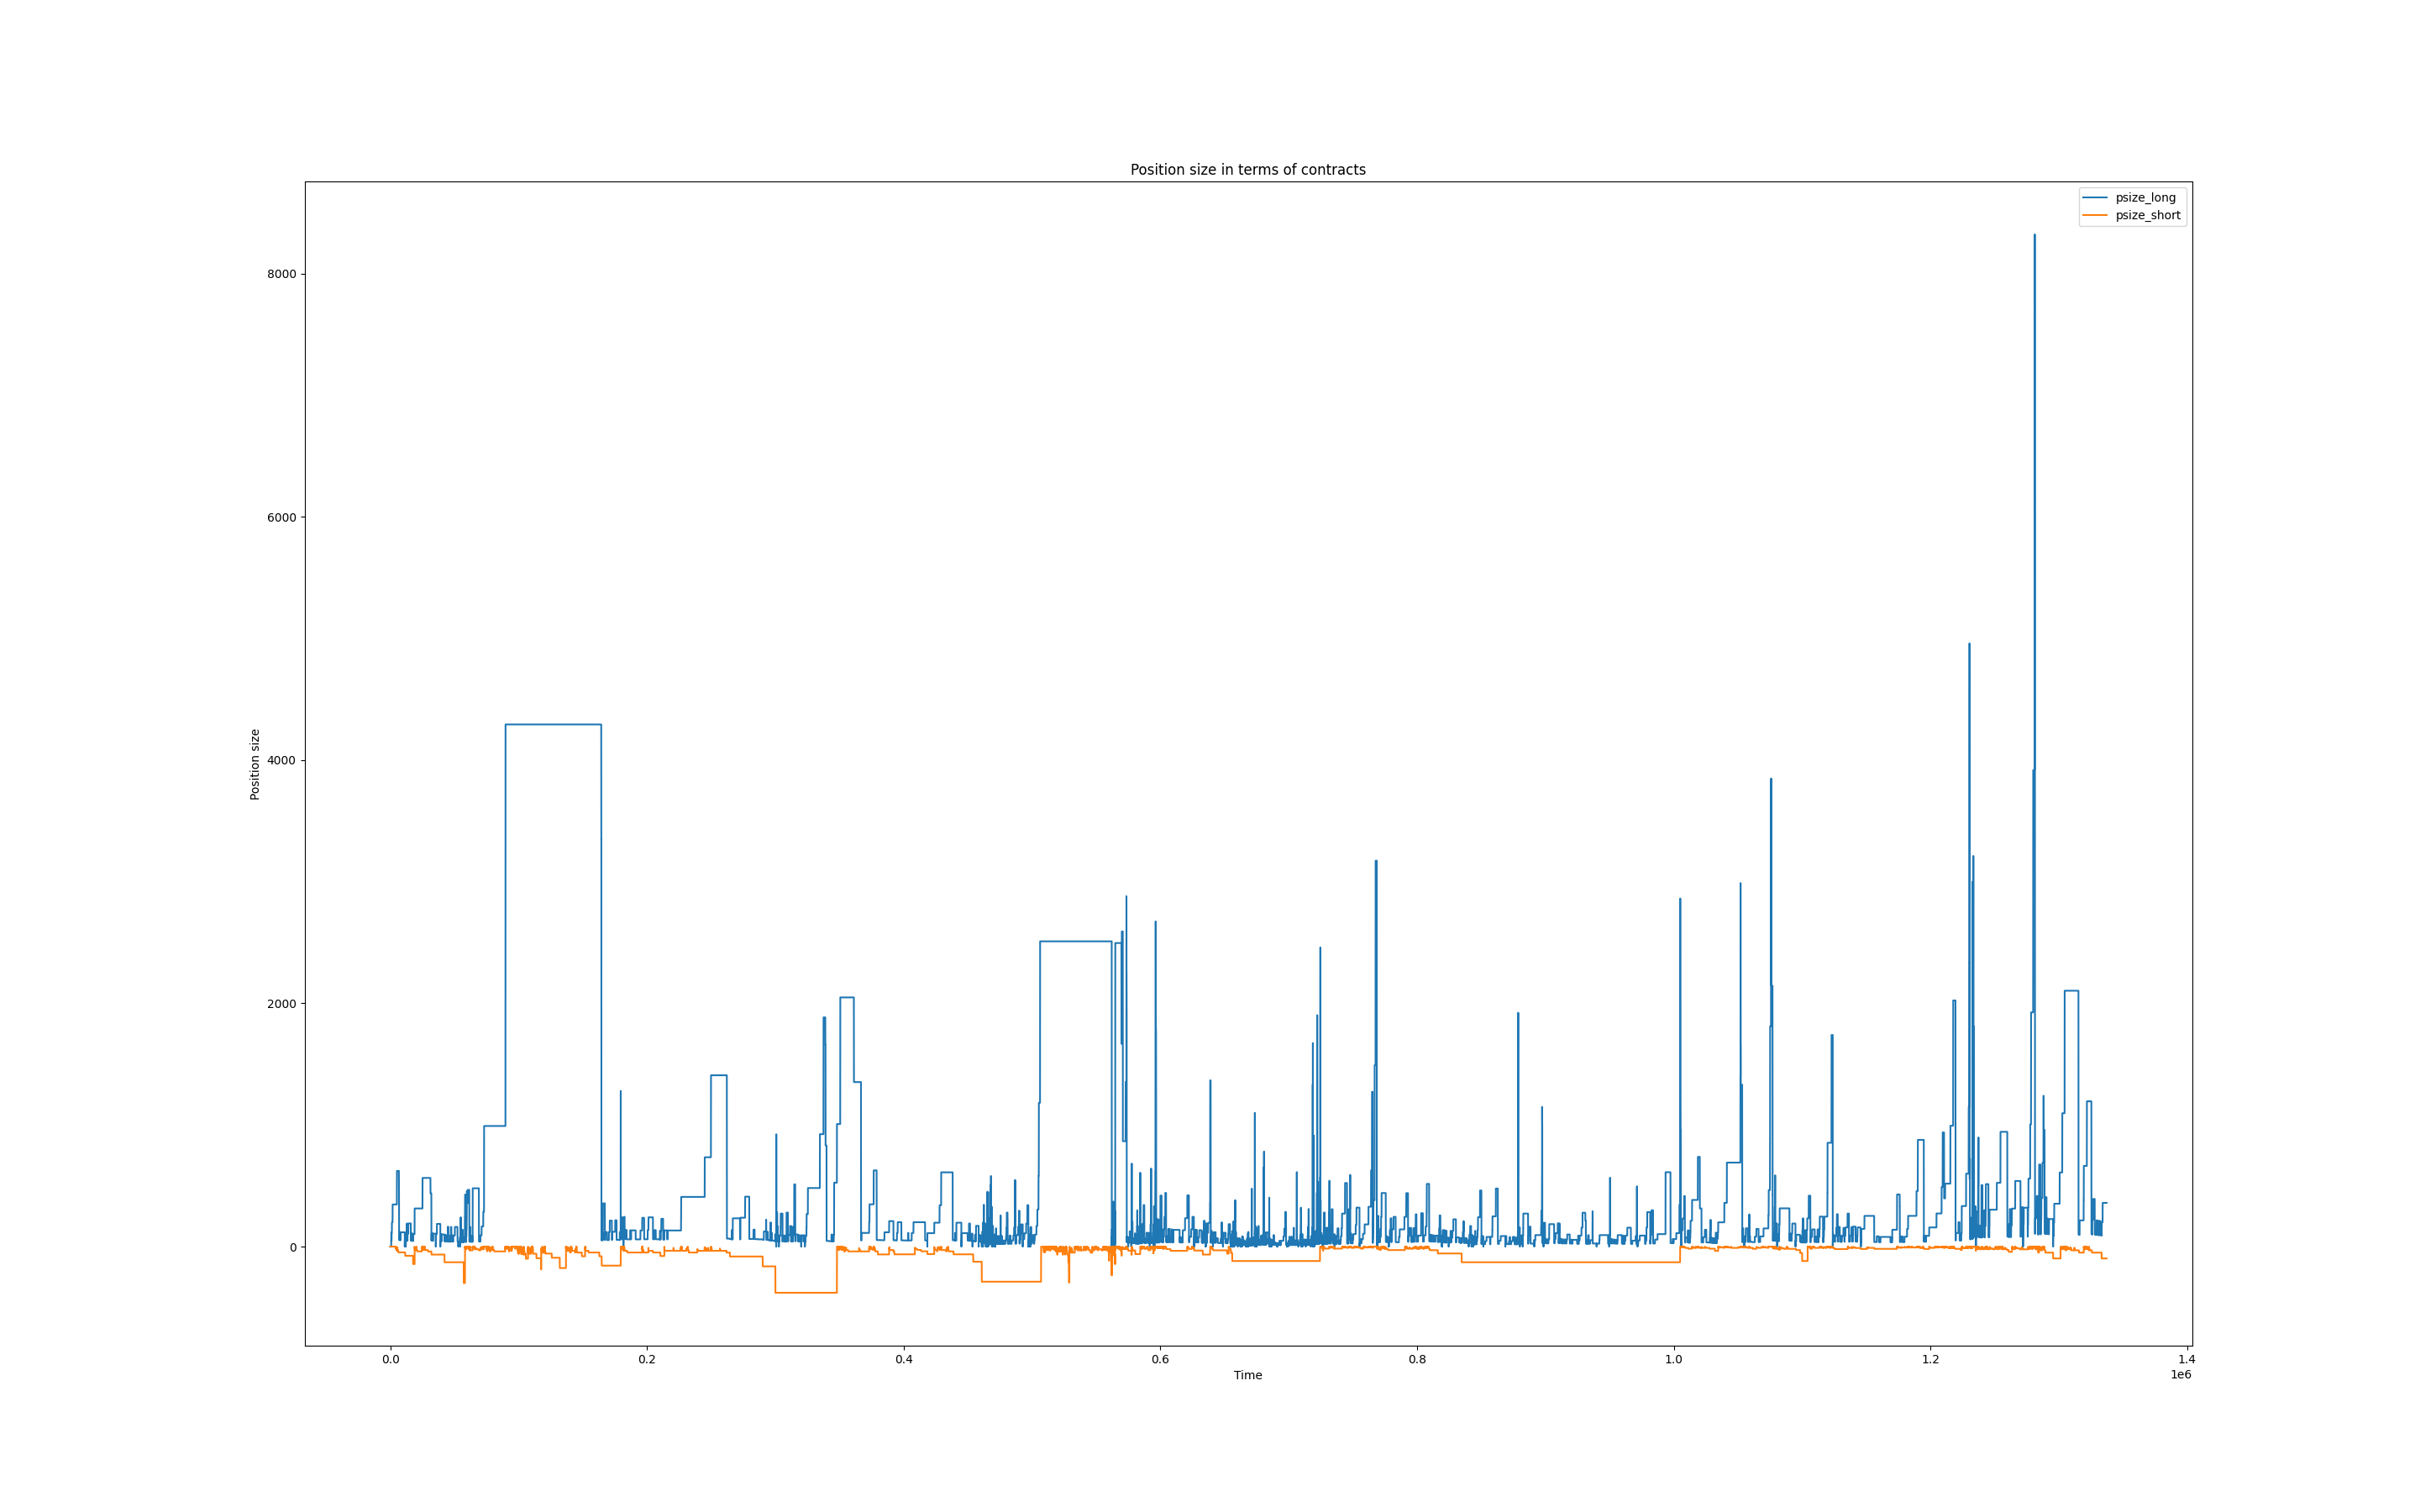 Position size in terms of contracts
psize_long
psize_short
8000
6000
4000
2000
0
Position size
0.0
0.2
0.4
0.6
0.8
1.0
1.2
1.4
Time
1e6